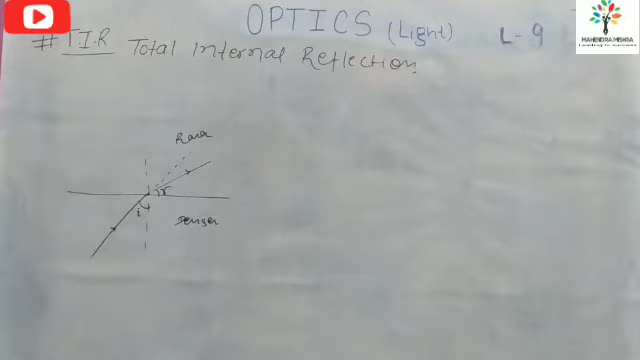 OPTICS (Light) L-9
# T.I.R Total Internal Reflection
MAHENDRA MISHRA
Rarer
r
i
Denser